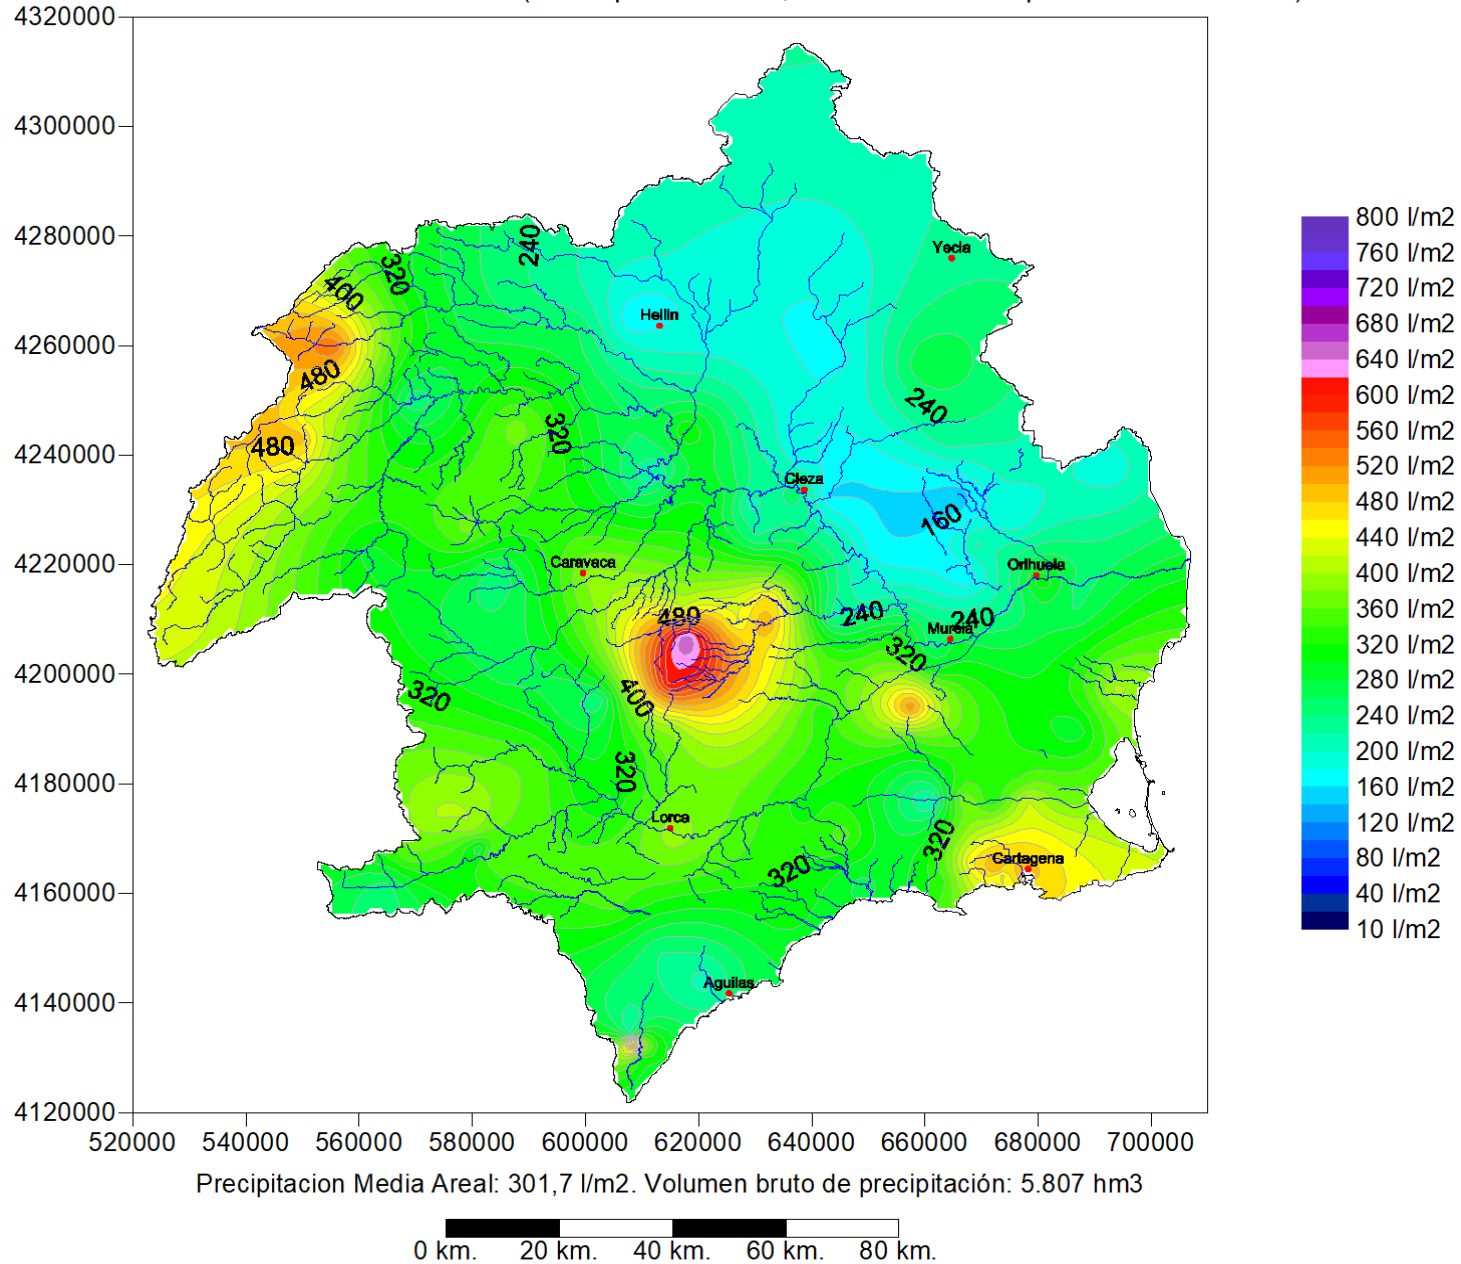 4320000
4300000
4280000
4260000
4240000
4220000
4200000
4180000
4160000
4140000
4120000
520000 540000 560000 580000 600000 620000 640000 660000 680000 700000
240
320
400
Yecla
Hellin
480
240
320
480
Cieza
160
Caravaca
Orihuela
480
240
240
Murcia
320
320
400
320
Lorca
320
Cartagena
320
Aguilas
800 l/m2
760 l/m2
720 l/m2
680 l/m2
640 l/m2
600 l/m2
560 l/m2
520 l/m2
480 l/m2
440 l/m2
400 l/m2
360 l/m2
320 l/m2
280 l/m2
240 l/m2
200 l/m2
160 l/m2
120 l/m2
80 l/m2
40 l/m2
10 l/m2
Precipitacion Media Areal: 301,7 l/m2. Volumen bruto de precipitación: 5.807 hm3
0 km. 20 km. 40 km. 60 km. 80 km.